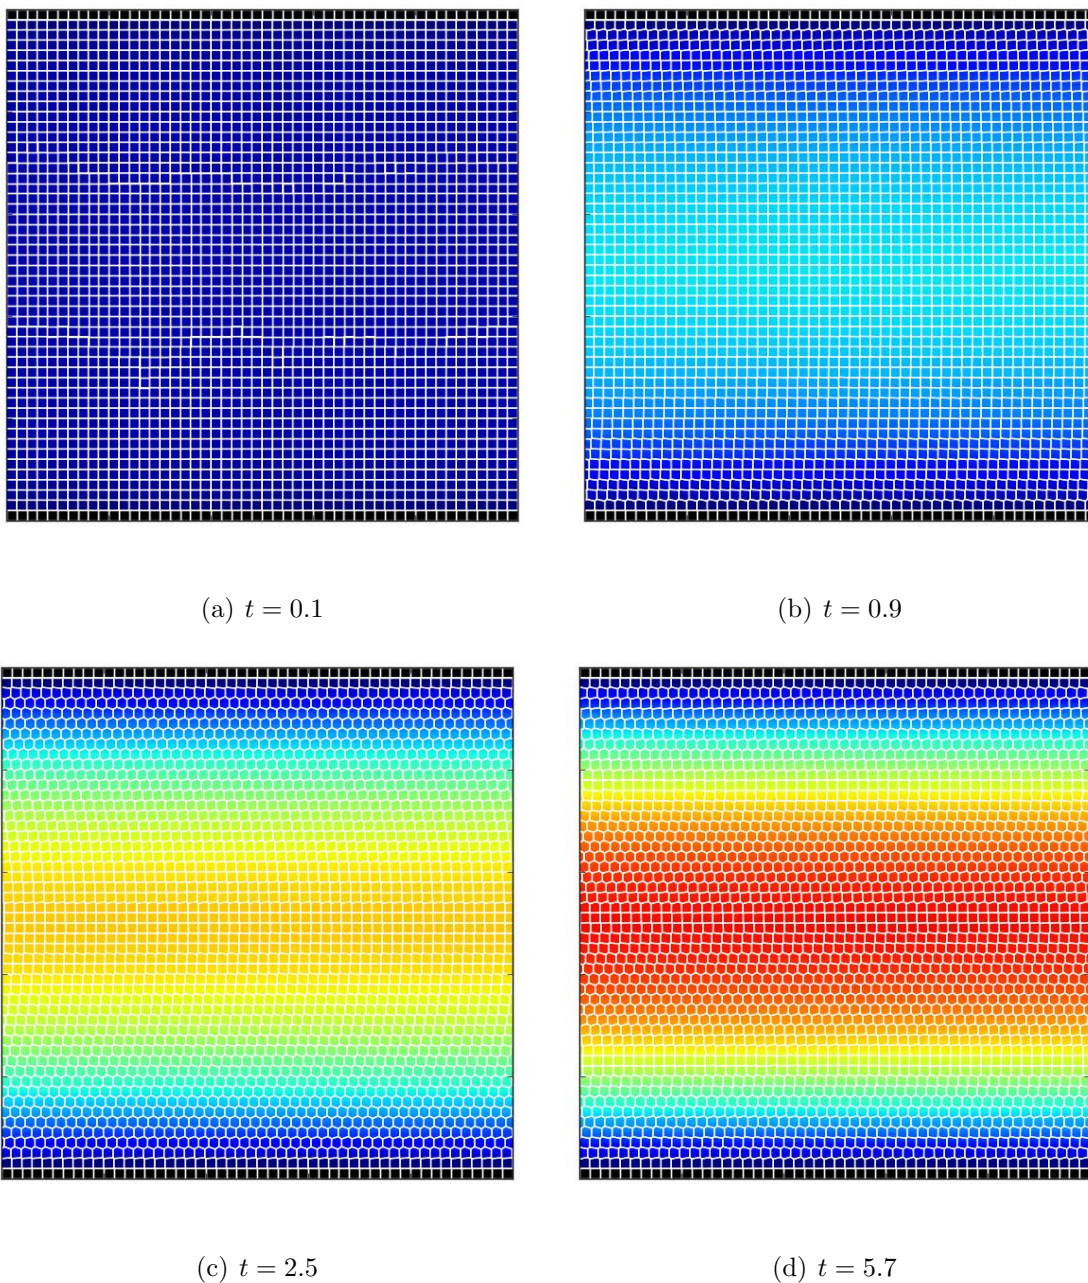 (a) t = 0.1
(b) t = 0.9
(c) t = 2.5
(d) t = 5.7